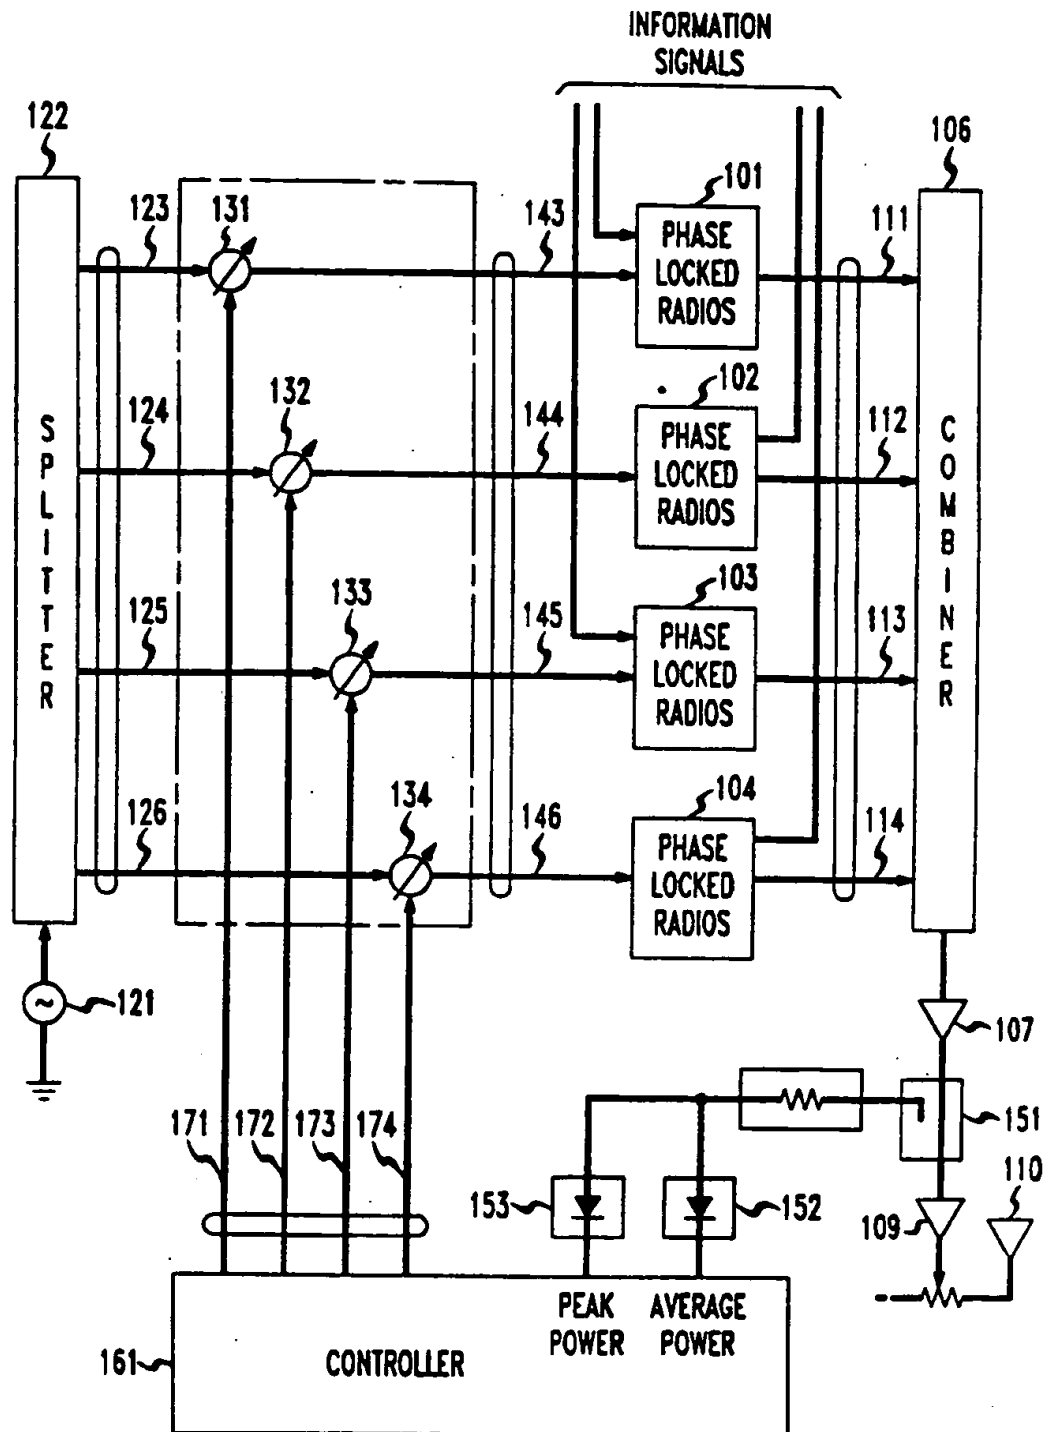 INFORMATION
SIGNALS
122
106
123
131
143
101
111
PHASE
LOCKED
RADIOS
132
102
124
144
112
PHASE
LOCKED
RADIOS
SPLITTER
COMBINER
133
103
125
145
113
PHASE
LOCKED
RADIOS
134
104
126
146
114
PHASE
LOCKED
RADIOS
~
121
107
171
172
173
174
151
110
153
152
109
PEAK
POWER
AVERAGE
POWER
161
CONTROLLER